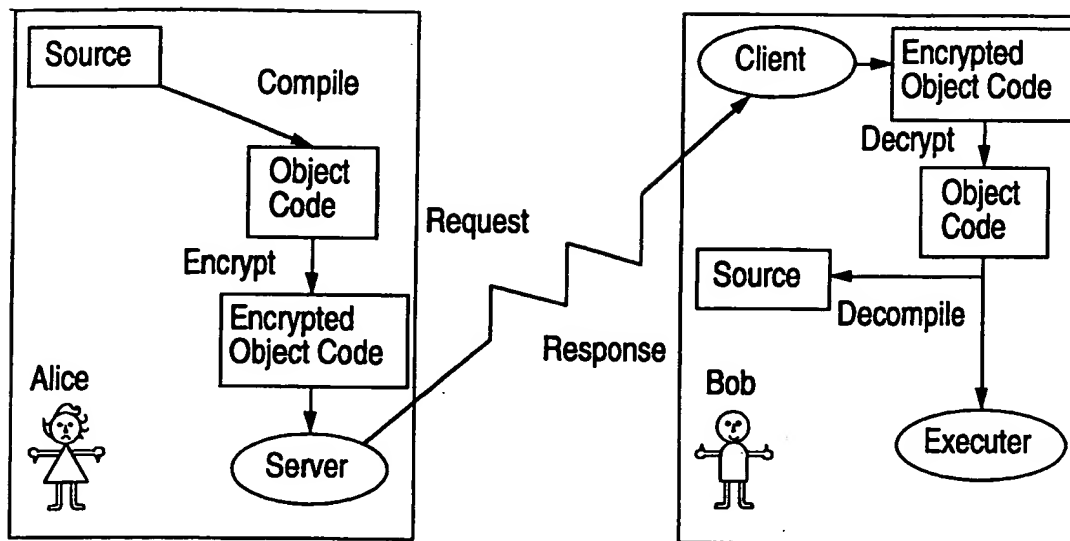 Source
Compile
Object
Code
Encrypt
Encrypted
Object Code
Alice
Server
Request
Response
Client
Encrypted
Object Code
Decrypt
Object
Code
Source
Decompile
Bob
Executer